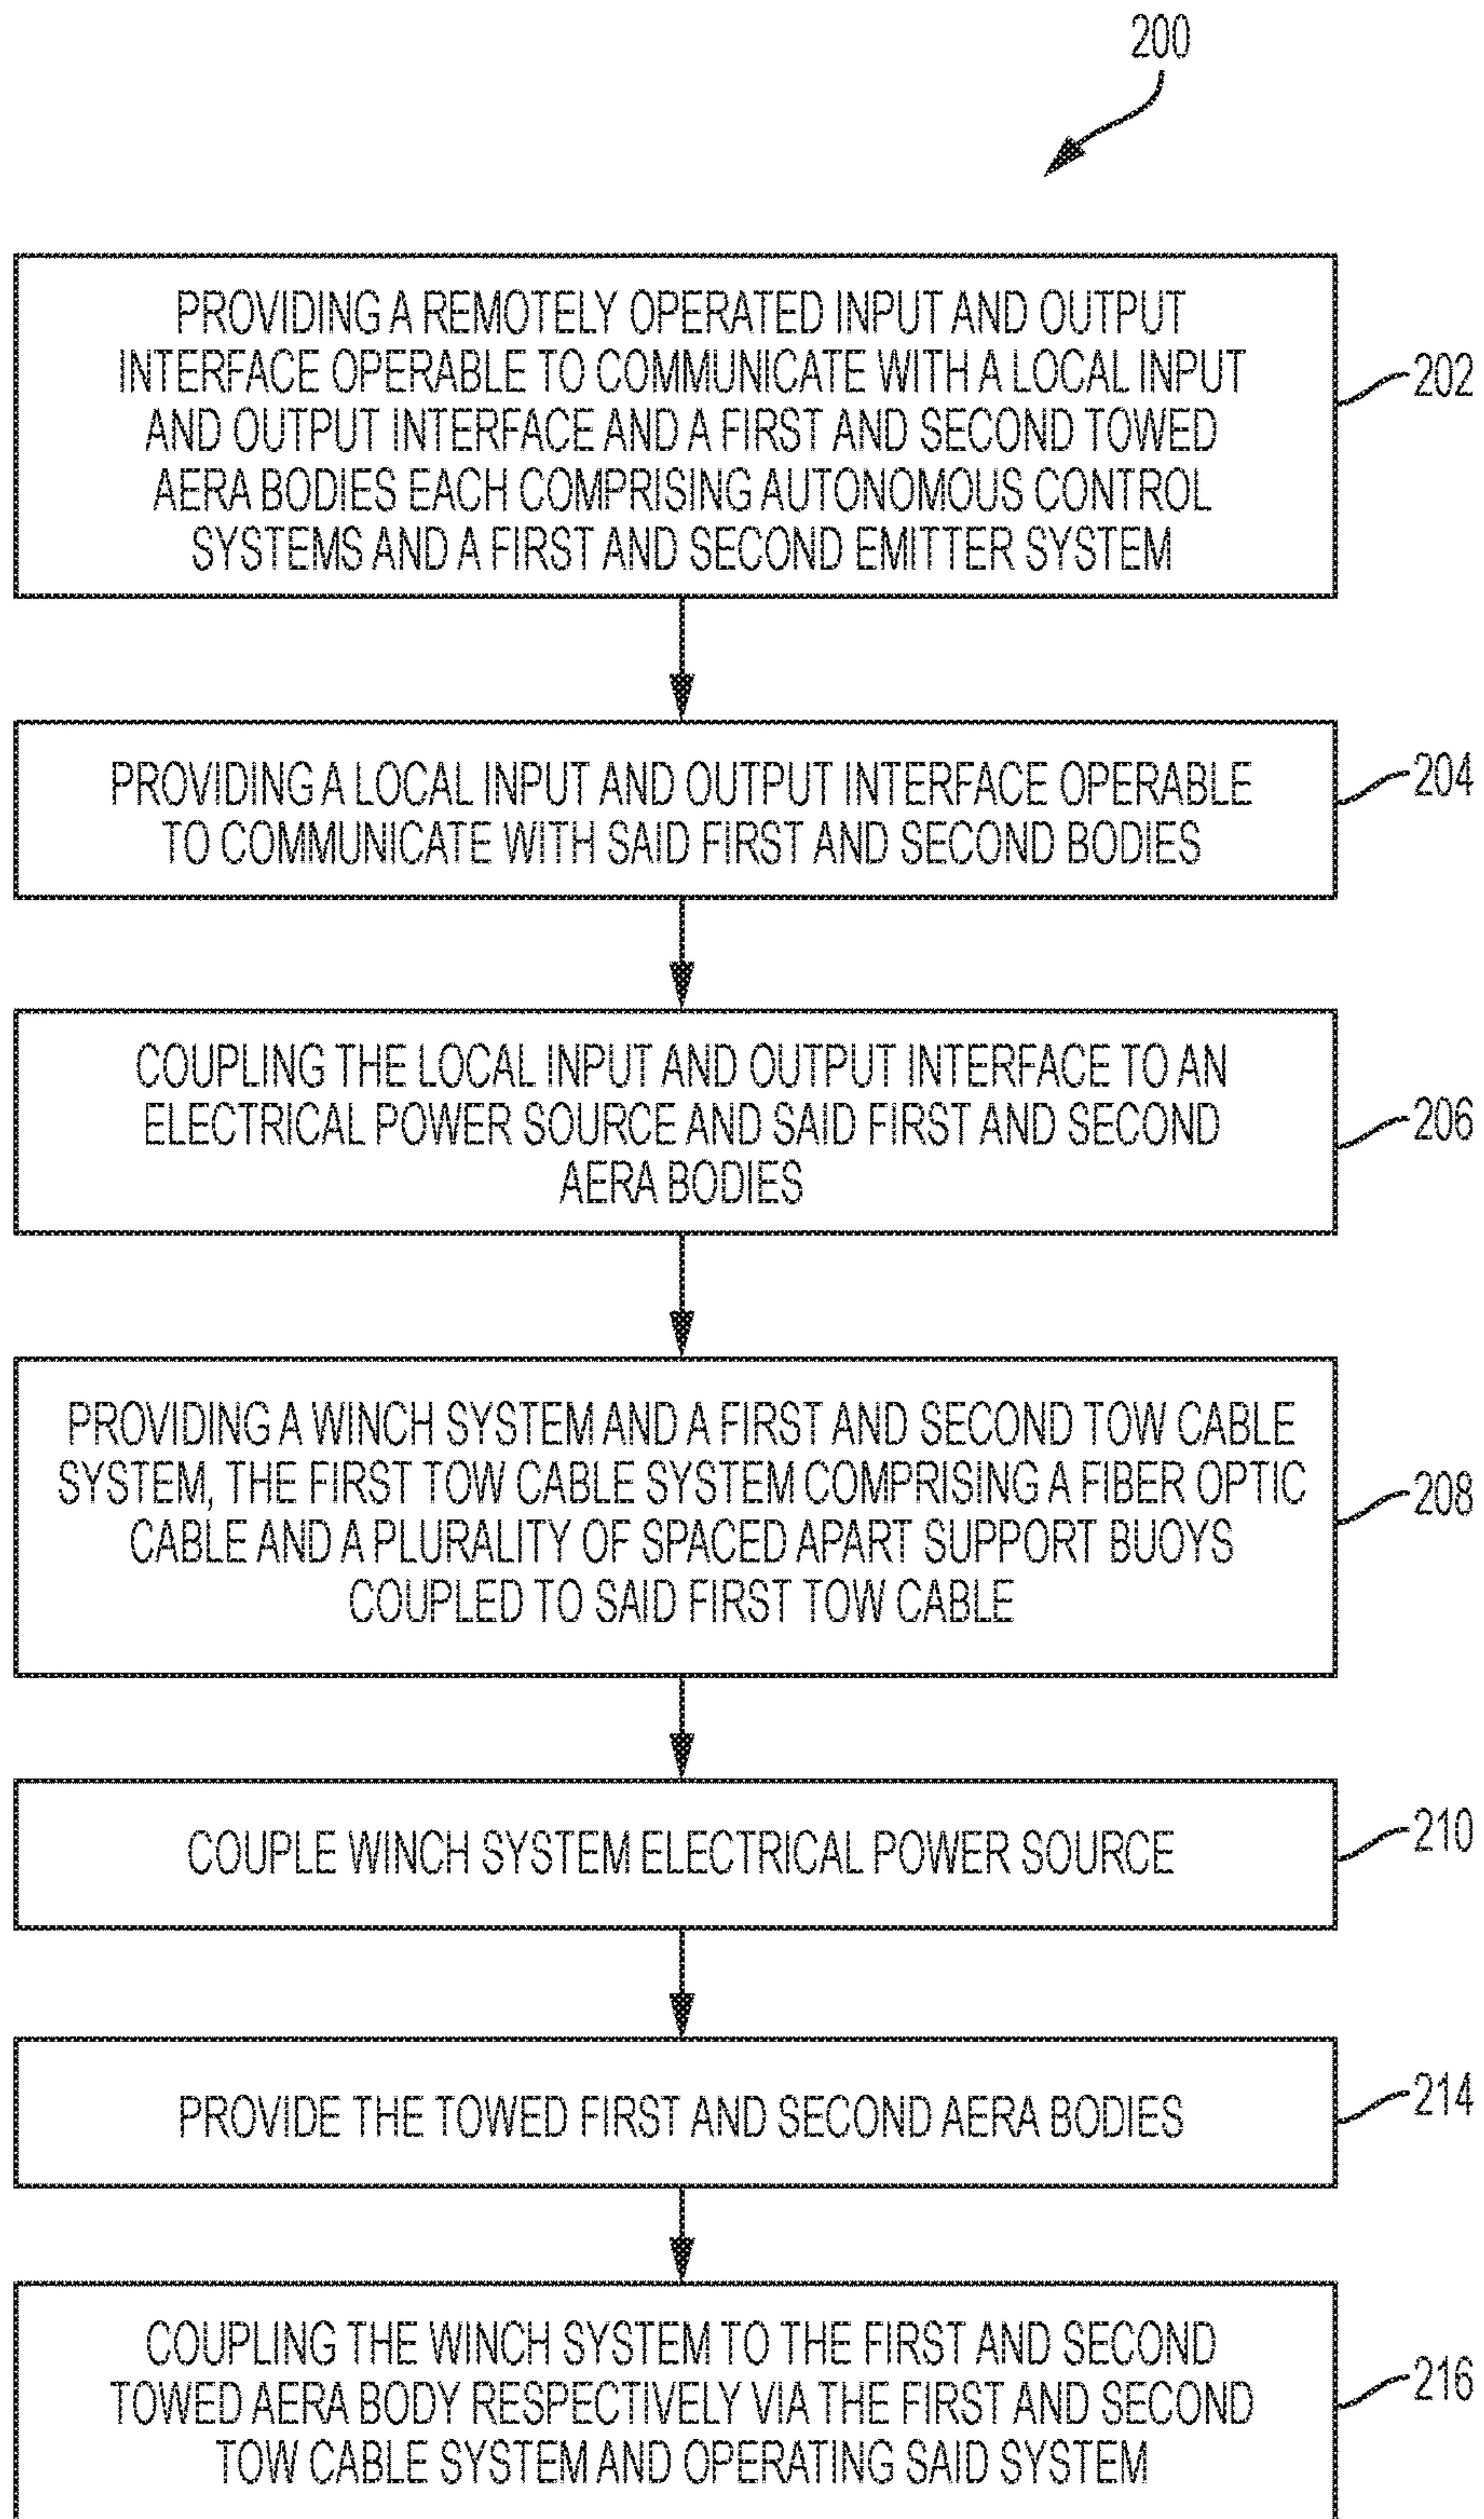 200
PROVIDING A REMOTELY OPERATED INPUT AND OUTPUT
INTERFACE OPERABLE TO COMMUNICATE WITH A LOCAL INPUT
AND OUTPUT INTERFACE AND A FIRST AND SECOND TOWED
AERA BODIES EACH COMPRISING AUTONOMOUS CONTROL
SYSTEMS AND A FIRST AND SECOND EMITTER SYSTEM
202
PROVIDING A LOCAL INPUT AND OUTPUT INTERFACE OPERABLE
TO COMMUNICATE WITH SAID FIRST AND SECOND BODIES
204
COUPLING THE LOCAL INPUT AND OUTPUT INTERFACE TO AN
ELECTRICAL POWER SOURCE AND SAID FIRST AND SECOND
AERA BODIES
206
PROVIDING A WINCH SYSTEM AND A FIRST AND SECOND TOW CABLE
SYSTEM, THE FIRST TOW CABLE SYSTEM COMPRISING A FIBER OPTIC
CABLE AND A PLURALITY OF SPACED APART SUPPORT BUOYS
COUPLED TO SAID FIRST TOW CABLE
208
COUPLE WINCH SYSTEM ELECTRICAL POWER SOURCE
210
PROVIDE THE TOWED FIRST AND SECOND AERA BODIES
214
COUPLING THE WINCH SYSTEM TO THE FIRST AND SECOND
TOWED AERA BODY RESPECTIVELY VIA THE FIRST AND SECOND
TOW CABLE SYSTEM AND OPERATING SAID SYSTEM
216